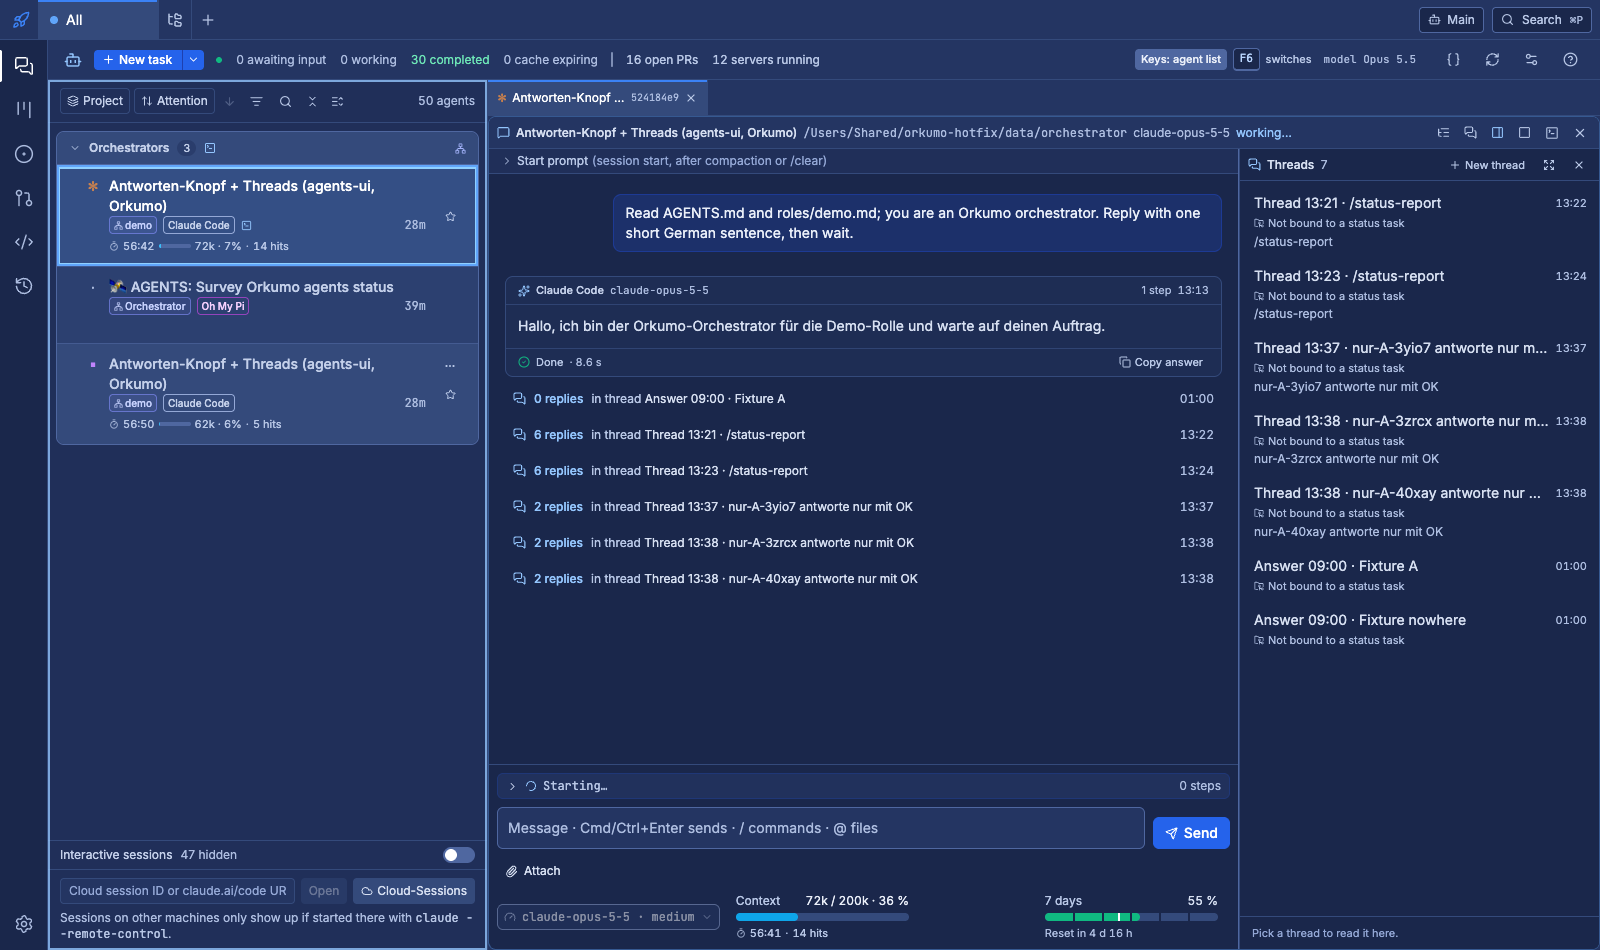 All
Main
Search ⌘P
New task
0 awaiting input
0 working
30 completed
0 cache expiring
16 open PRs
12 servers running
Keys: agent list
F6
switches
model Opus 5.5
Project
Attention
50 agents
Orchestrators 3
Antworten-Knopf + Threads (agents-ui,
Orkumo)
demo
Claude Code
28m
56:42
72k · 7% · 14 hits
AGENTS: Survey Orkumo agents status
Orchestrator
Oh My Pi
39m
Antworten-Knopf + Threads (agents-ui,
Orkumo)
demo
Claude Code
28m
56:50
62k · 6% · 5 hits
Interactive sessions 47 hidden
Cloud session ID or claude.ai/code UR
Open
Cloud-Sessions
Sessions on other machines only show up if started there with claude -
-remote-control.
Antworten-Knopf ... 524184e9
Antworten-Knopf + Threads (agents-ui, Orkumo) /Users/Shared/orkumo-hotfix/data/orchestrator claude-opus-5-5 working...
Start prompt (session start, after compaction or /clear)
Read AGENTS.md and roles/demo.md; you are an Orkumo orchestrator. Reply with one
short German sentence, then wait.
Claude Code claude-opus-5-5
1 step 13:13
Hallo, ich bin der Orkumo-Orchestrator für die Demo-Rolle und warte auf deinen Auftrag.
Done · 8.6 s
Copy answer
0 replies in thread Answer 09:00 · Fixture A 01:00
6 replies in thread Thread 13:21 · /status-report 13:22
6 replies in thread Thread 13:23 · /status-report 13:24
2 replies in thread Thread 13:37 · nur-A-3yio7 antworte nur mit OK 13:37
2 replies in thread Thread 13:38 · nur-A-3zrcx antworte nur mit OK 13:38
2 replies in thread Thread 13:38 · nur-A-40xay antworte nur mit OK 13:38
Starting…
0 steps
Message · Cmd/Ctrl+Enter sends · / commands · @ files
Send
Attach
claude-opus-5-5 · medium
Context 72k / 200k · 36 %
56:41 · 14 hits
7 days 55 %
Reset in 4 d 16 h
Threads 7
New thread
Thread 13:21 · /status-report 13:22
Not bound to a status task
/status-report
Thread 13:23 · /status-report 13:24
Not bound to a status task
/status-report
Thread 13:37 · nur-A-3yio7 antworte nur m... 13:37
Not bound to a status task
nur-A-3yio7 antworte nur mit OK
Thread 13:38 · nur-A-3zrcx antworte nur m... 13:38
Not bound to a status task
nur-A-3zrcx antworte nur mit OK
Thread 13:38 · nur-A-40xay antworte nur ... 13:38
Not bound to a status task
nur-A-40xay antworte nur mit OK
Answer 09:00 · Fixture A 01:00
Not bound to a status task
Answer 09:00 · Fixture nowhere 01:00
Not bound to a status task
Pick a thread to read it here.